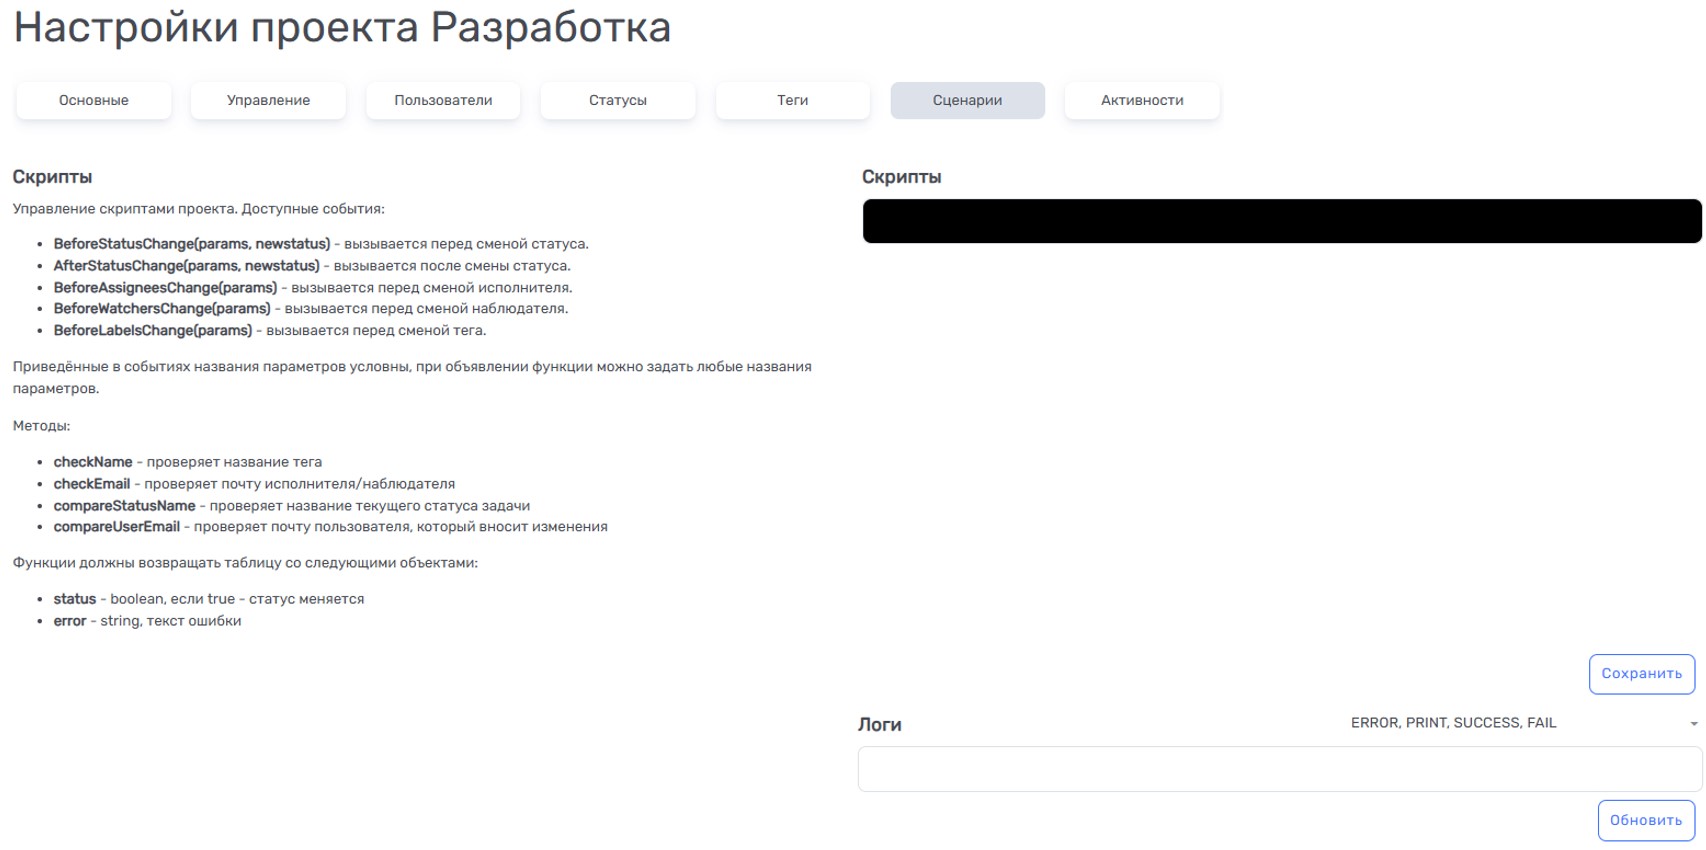 Настройки проекта Разработка
Основные
Управление
Пользователи
Статусы
Теги
Сценарии
Активности
Скрипты
Управление скриптами проекта. Доступные события:
• BeforeStatusChange(params, newstatus) - вызывается перед сменой статуса.
• AfterStatusChange(params, newstatus) - вызывается после смены статуса.
• BeforeAssigneesChange(params) - вызывается перед сменой исполнителя.
• BeforeWatchersChange(params) - вызывается перед сменой наблюдателя.
• BeforeLabelsChange(params) - вызывается перед сменой тега.
Приведённые в событиях названия параметров условны, при объявлении функции можно задать любые названия
параметров.
Методы:
• checkName - проверяет название тега
• checkEmail - проверяет почту исполнителя/наблюдателя
• compareStatusName - проверяет название текущего статуса задачи
• compareUserEmail - проверяет почту пользователя, который вносит изменения
Функции должны возвращать таблицу со следующими объектами:
• status - boolean, если true - статус меняется
• error - string, текст ошибки
Скрипты
Сохранить
Логи
ERROR, PRINT, SUCCESS, FAIL
Обновить